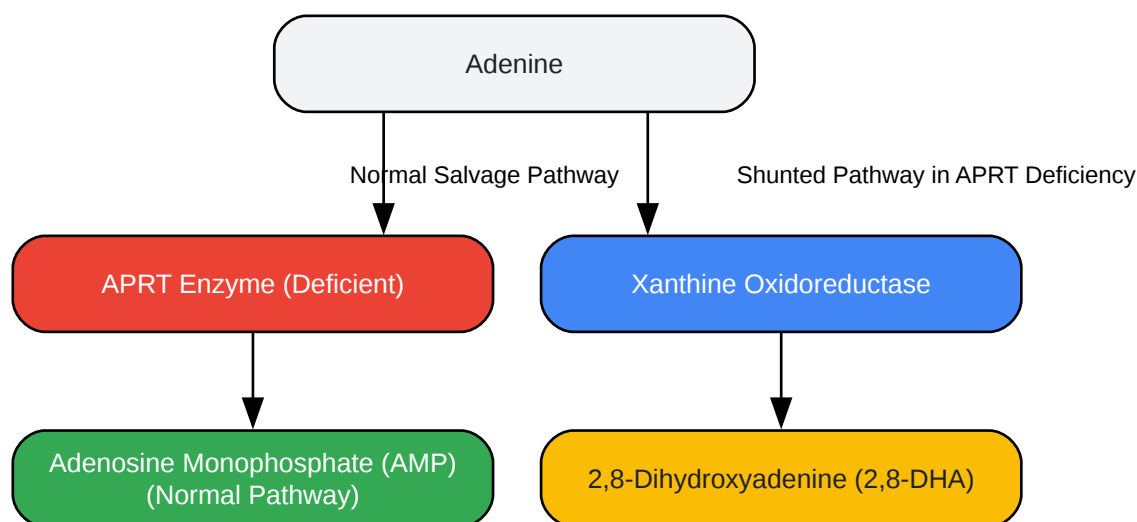 Adenine
Normal Salvage Pathway
Shunted Pathway in APRT Deficiency
APRT Enzyme (Deficient)
Xanthine Oxidoreductase
Adenosine Monophosphate (AMP)
(Normal Pathway)
2,8-Dihydroxyadenine (2,8-DHA)